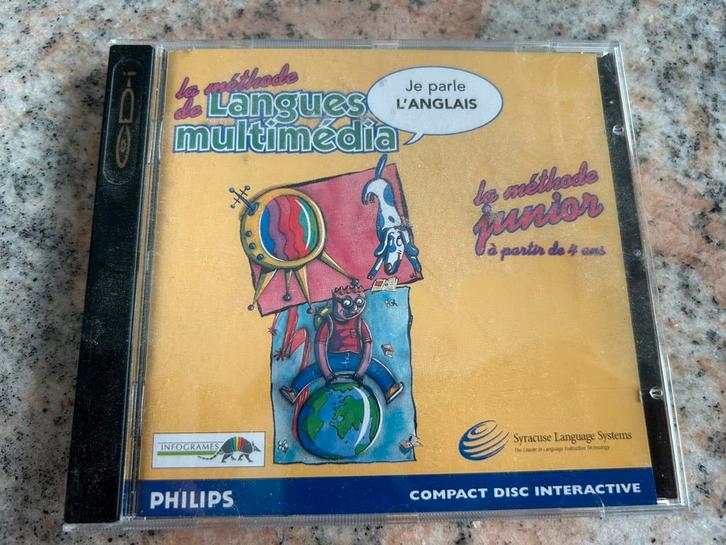 CD-i
la méthode
de Langues
multimédia
Je parle
L'ANGLAIS
la méthode
junior
à partir de 4 ans
INFOGRAMES
Syracuse Language Systems
The Leader in Language Instruction Technology
PHILIPS
COMPACT DISC INTERACTIVE